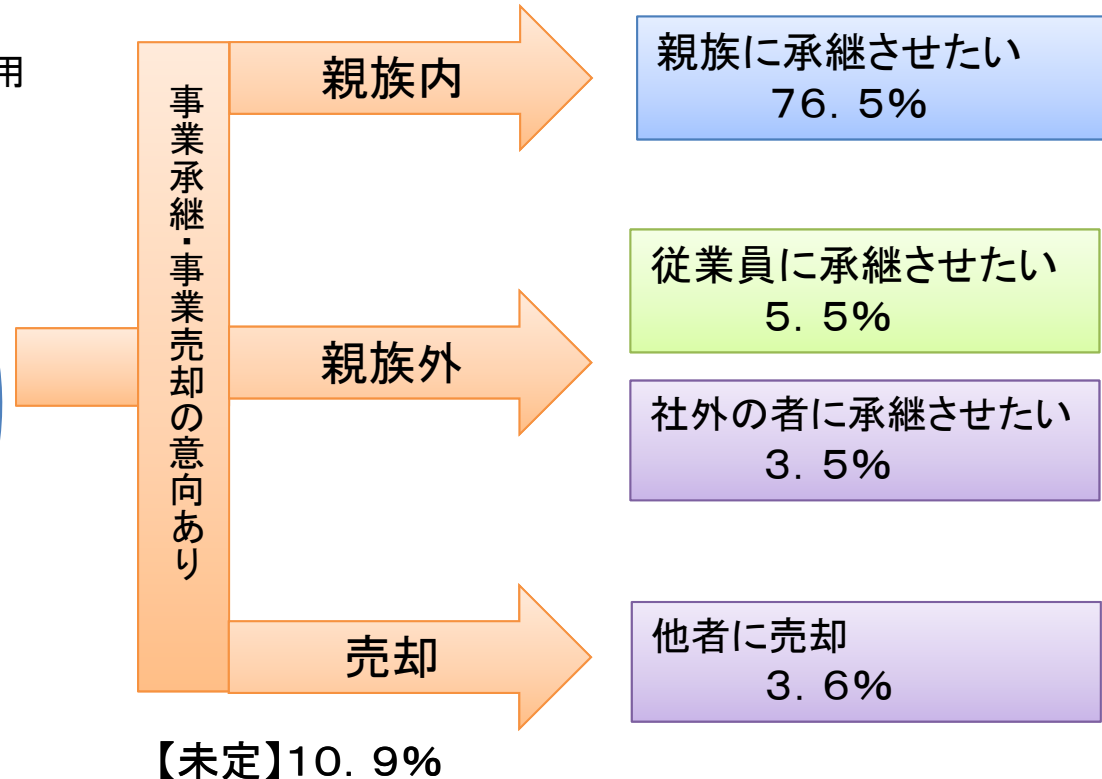 用
事業承継・事業売却の意向あり
親族内
親族に承継させたい
76．5％
親族外
従業員に承継させたい
5．5％
社外の者に承継させたい
3．5％
売却
他者に売却
3．6％
【未定】10．9％